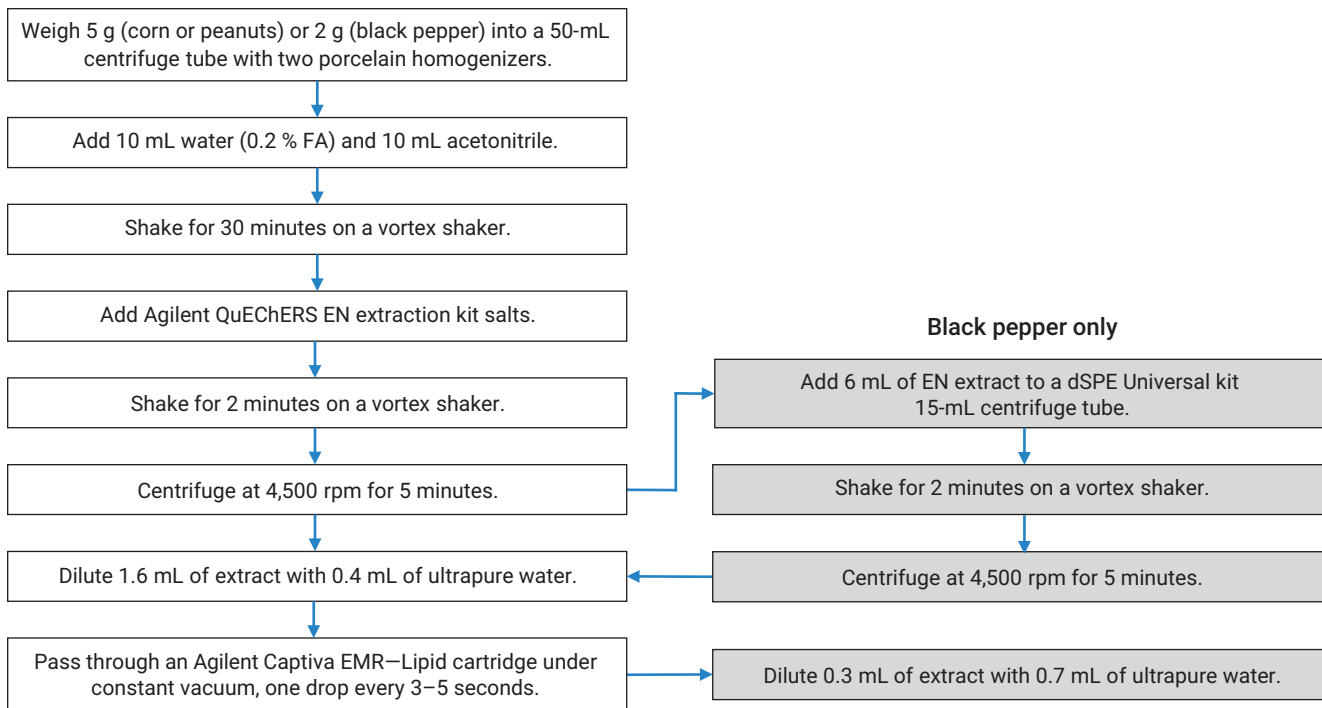 Weigh 5 g (corn or peanuts) or 2 g (black pepper) into a 50-mL
centrifuge tube with two porcelain homogenizers.
Add 10 mL water (0.2 % FA) and 10 mL acetonitrile.
Shake for 30 minutes on a vortex shaker.
Add Agilent QuEChERS EN extraction kit salts.
Shake for 2 minutes on a vortex shaker.
Centrifuge at 4,500 rpm for 5 minutes.
Black pepper only
Add 6 mL of EN extract to a dSPE Universal kit
15-mL centrifuge tube.
Shake for 2 minutes on a vortex shaker.
Centrifuge at 4,500 rpm for 5 minutes.
Dilute 1.6 mL of extract with 0.4 mL of ultrapure water.
Pass through an Agilent Captiva EMR—Lipid cartridge under
constant vacuum, one drop every 3–5 seconds.
Dilute 0.3 mL of extract with 0.7 mL of ultrapure water.